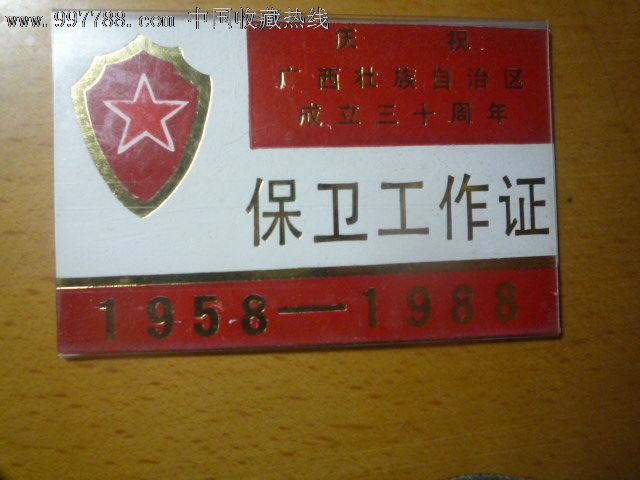 www.997788.com 中国收藏热线
庆 祝
广西壮族自治区
成立三十周年
保卫工作证
1958—1988